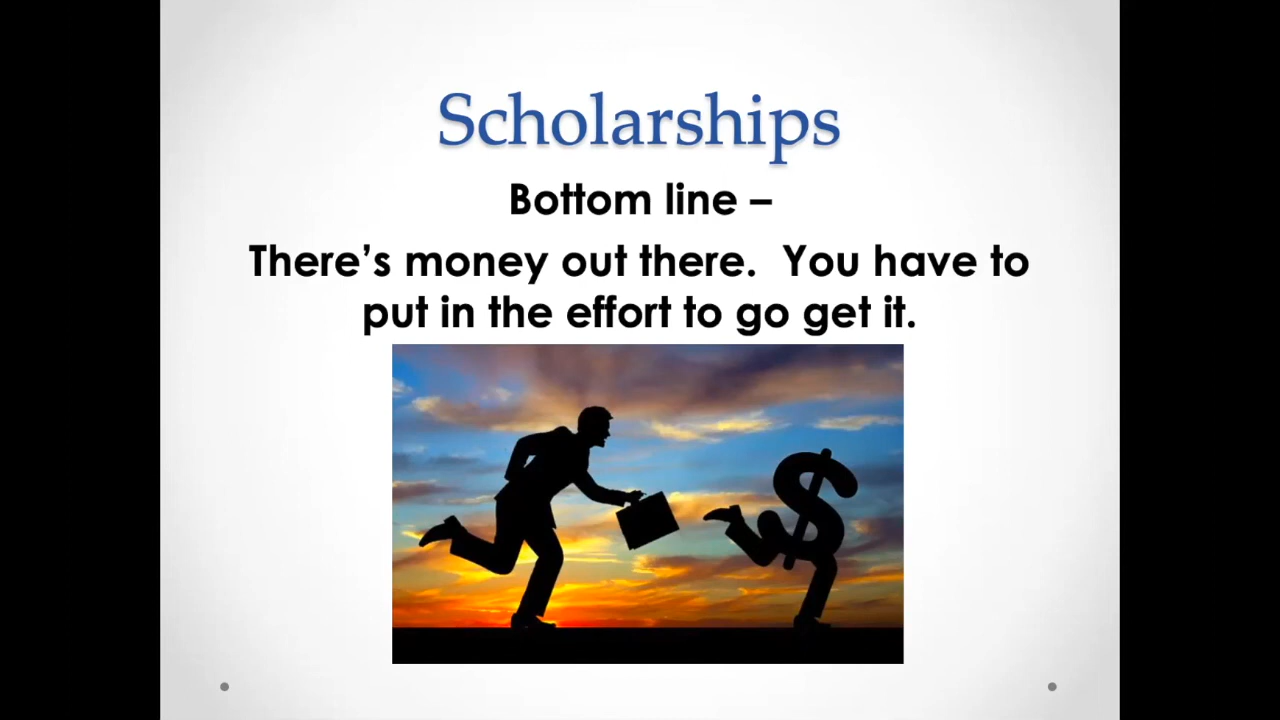 Scholarships
Bottom line –
There’s money out there.  You have to
put in the effort to go get it.